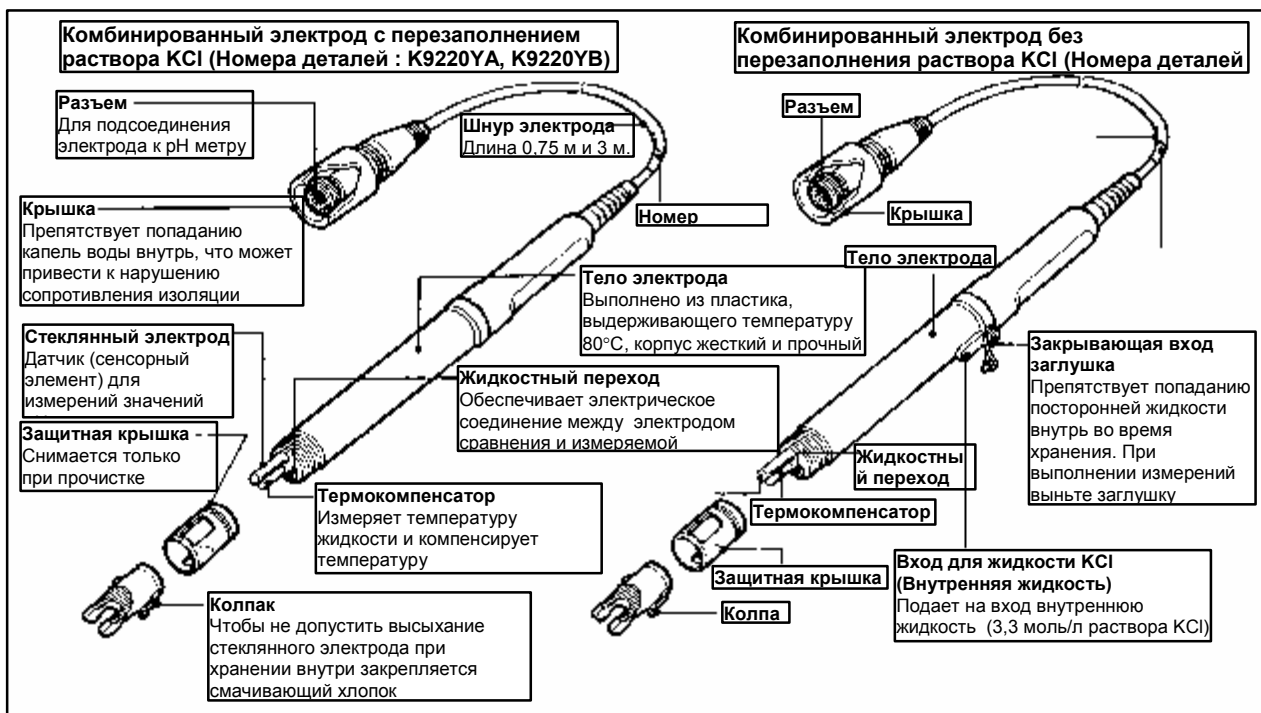 Комбинированный электрод с перезаполнением
раствора KCl (Номера деталей : K9220YA, K9220YB)
Разъем
Для подсоединения
электрода к pH метру
Шнур электрода
Длина 0,75 м и 3 м.
Номер
Крышка
Препятствует попаданию
капель воды внутрь, что может
привести к нарушению
сопротивления изоляции
Тело электрода
Выполнено из пластика,
выдерживающего температуру
80°C, корпус жесткий и прочный
Стеклянный электрод
Датчик (сенсорный
элемент) для
измерений значений
Жидкостный переход
Обеспечивает электрическое
соединение между электродом
сравнения и измеряемой
Защитная крышка
Снимается только
при прочистке
Термокомпенсатор
Измеряет температуру
жидкости и компенсирует
температуру
Колпак
Чтобы не допустить высыхание
стеклянного электрода при
хранении внутри закрепляется
смачивающий хлопок
Комбинированный электрод без
перезаполнения раствора KCl (Номера деталей
Разъем
Крышка
Тело электрода
Закрывающая вход
заглушка
Препятствует попаданию
посторонней жидкости
внутрь во время
хранения. При
выполнении измерений
выньте заглушку
Жидкостны
й переход
Термокомпенсатор
Защитная крышка
Колпа
Вход для жидкости KCl
(Внутренняя жидкость)
Подает на вход внутреннюю
жидкость (3,3 моль/л раствора KCl)